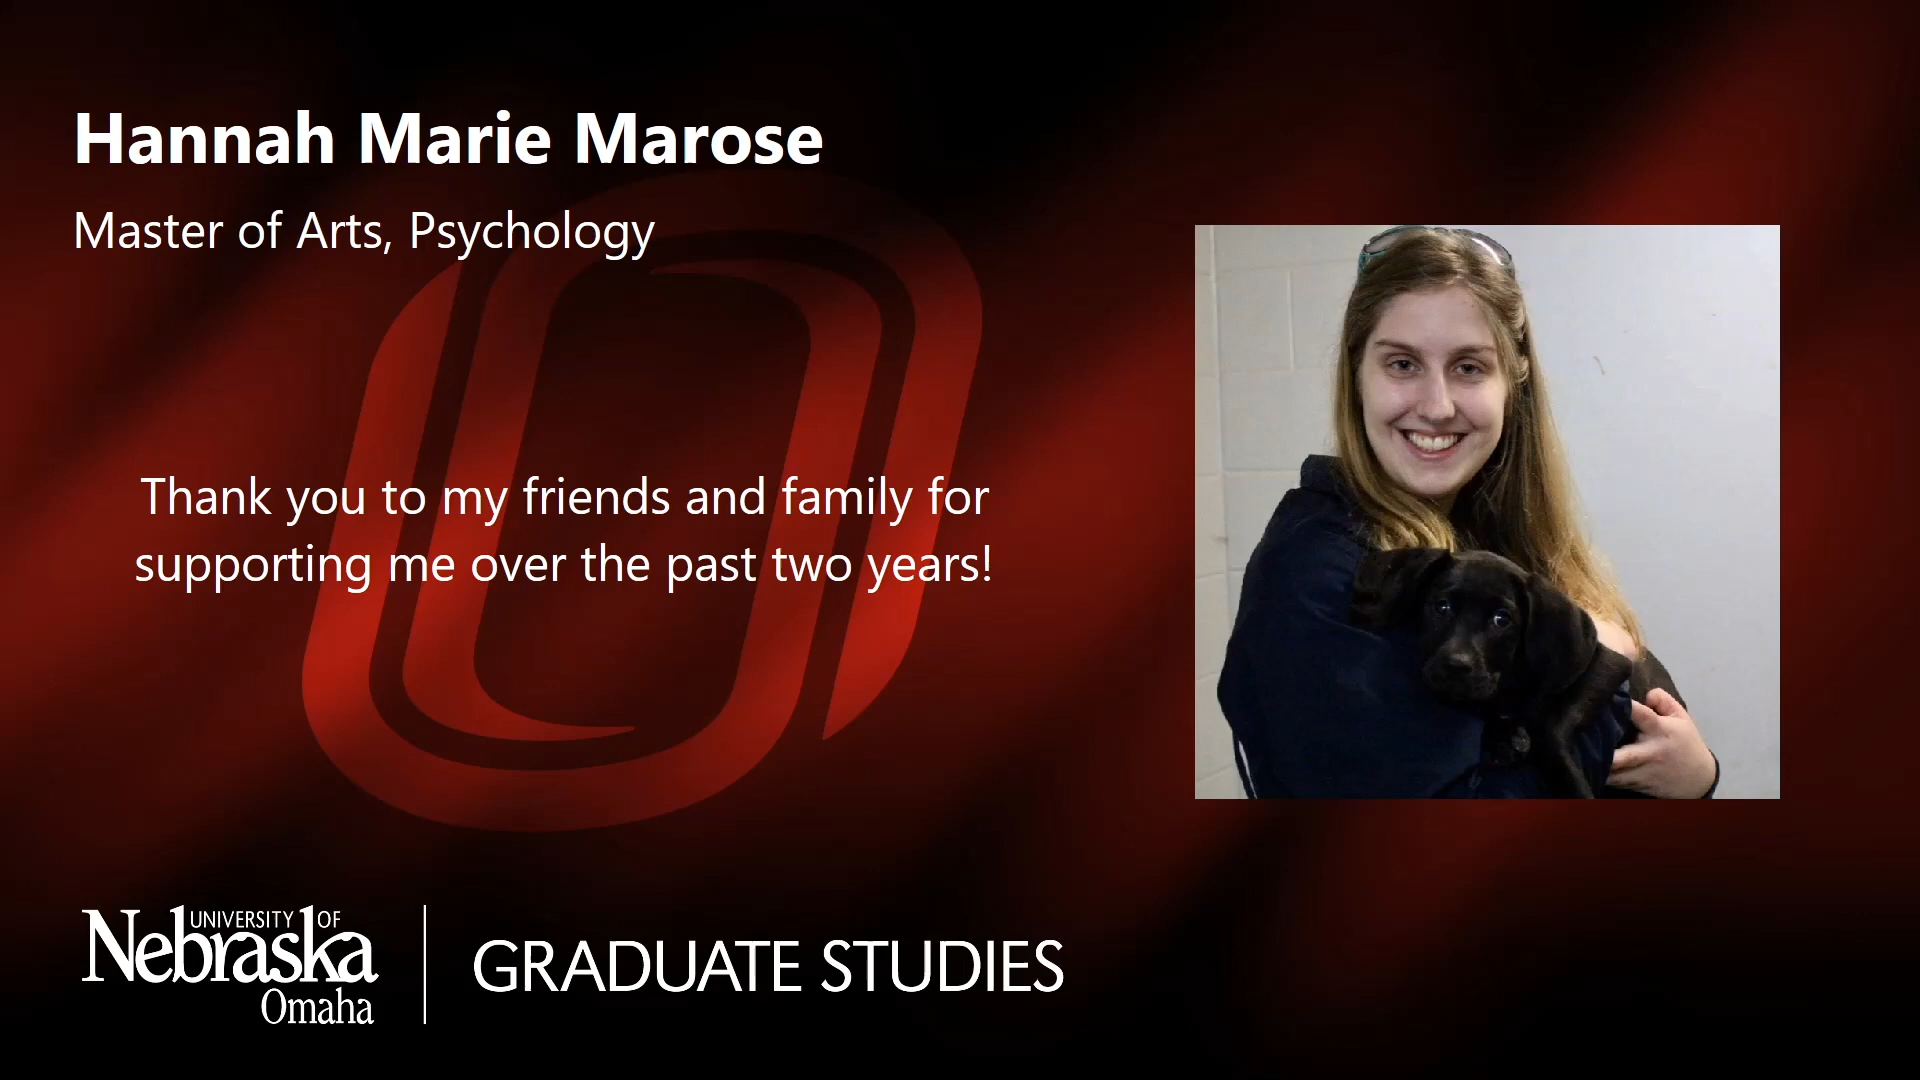 Hannah Marie Marose
Master of Arts, Psychology
Thank you to my friends and family for
supporting me over the past two years!
UNIVERSITY OF
Nebraska
Omaha
GRADUATE STUDIES